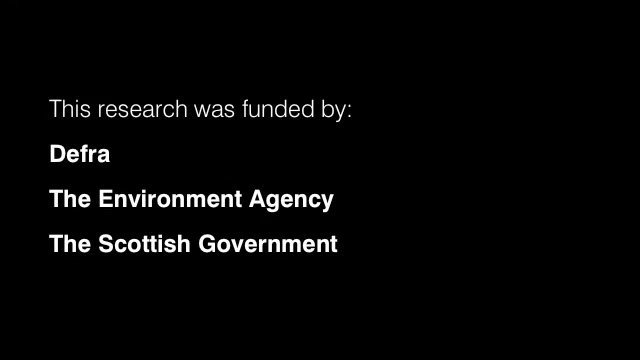 This research was funded by:
Defra
The Environment Agency
The Scottish Government